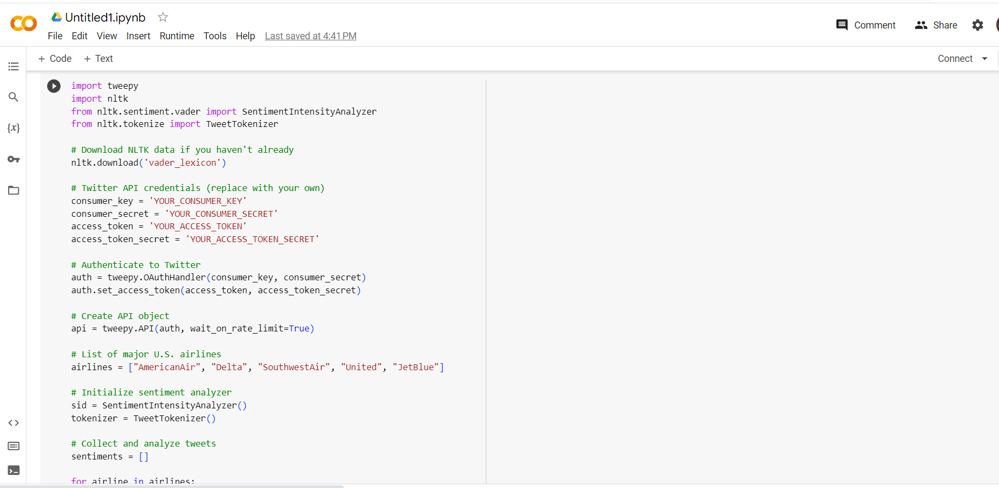 Untitled1.ipynb
File Edit View Insert Runtime Tools Help Last saved at 4:41 PM
Comment Share
+ Code + Text
Connect
{x}
import tweepy
import nltk
from nltk.sentiment.vader import SentimentIntensityAnalyzer
from nltk.tokenize import TweetTokenizer
# Download NLTK data if you haven't already
nltk.download('vader_lexicon')
# Twitter API credentials (replace with your own)
consumer_key = 'YOUR_CONSUMER_KEY'
consumer_secret = 'YOUR_CONSUMER_SECRET'
access_token = 'YOUR_ACCESS_TOKEN'
access_token_secret = 'YOUR_ACCESS_TOKEN_SECRET'
# Authenticate to Twitter
auth = tweepy.OAuthHandler(consumer_key, consumer_secret)
auth.set_access_token(access_token, access_token_secret)
# Create API object
api = tweepy.API(auth, wait_on_rate_limit=True)
# List of major U.S. airlines
airlines = ["AmericanAir", "Delta", "SouthwestAir", "United", "JetBlue"]
# Initialize sentiment analyzer
sid = SentimentIntensityAnalyzer()
tokenizer = TweetTokenizer()
# Collect and analyze tweets
sentiments = []
for airline in airlines: